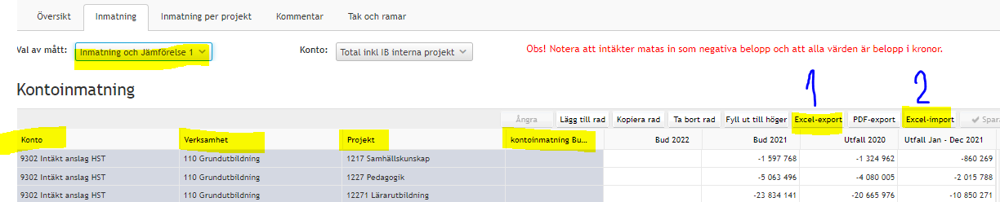 Översikt Inmatning Inmatning per projekt Kommentar Tak och ramar
Val av mått: Inmatning och Jämförelse 1 Konto: Total inkl IB interna projekt Obs! Notera att intäkter matas in som negativa belopp och att alla värden är belopp i kronor.
1 2
Kontoinmatning
Ångra Lägg till rad Kopiera rad Ta bort rad Fyll ut till höger Excel-export PDF-export Excel-import Spara
Konto Verksamhet Projekt kontoinmatning Bu... Bud 2022 Bud 2021 Utfall 2020 Utfall Jan - Dec 2021
9302 Intäkt anslag HST 110 Grundutbildning 1217 Samhällskunskap -1 597 768 -1 324 962 -860 269
9302 Intäkt anslag HST 110 Grundutbildning 1227 Pedagogik -5 063 496 -4 080 005 -2 015 788
9302 Intäkt anslag HST 110 Grundutbildning 12271 Lärarutbildning -23 834 141 -20 665 976 -10 850 271